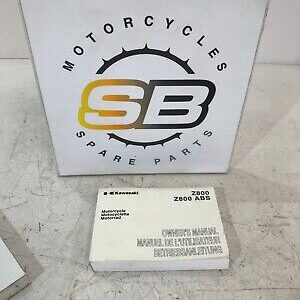 MOTORCYCLES
SB
SPARE PARTS
Kawasaki
Z800
Z800 ABS
Motorcycle
Motocyclette
Motorrad
OWNER'S MANUAL
MANUEL DE L'UTILISATEUR
BETRIEBSANLEITUNG